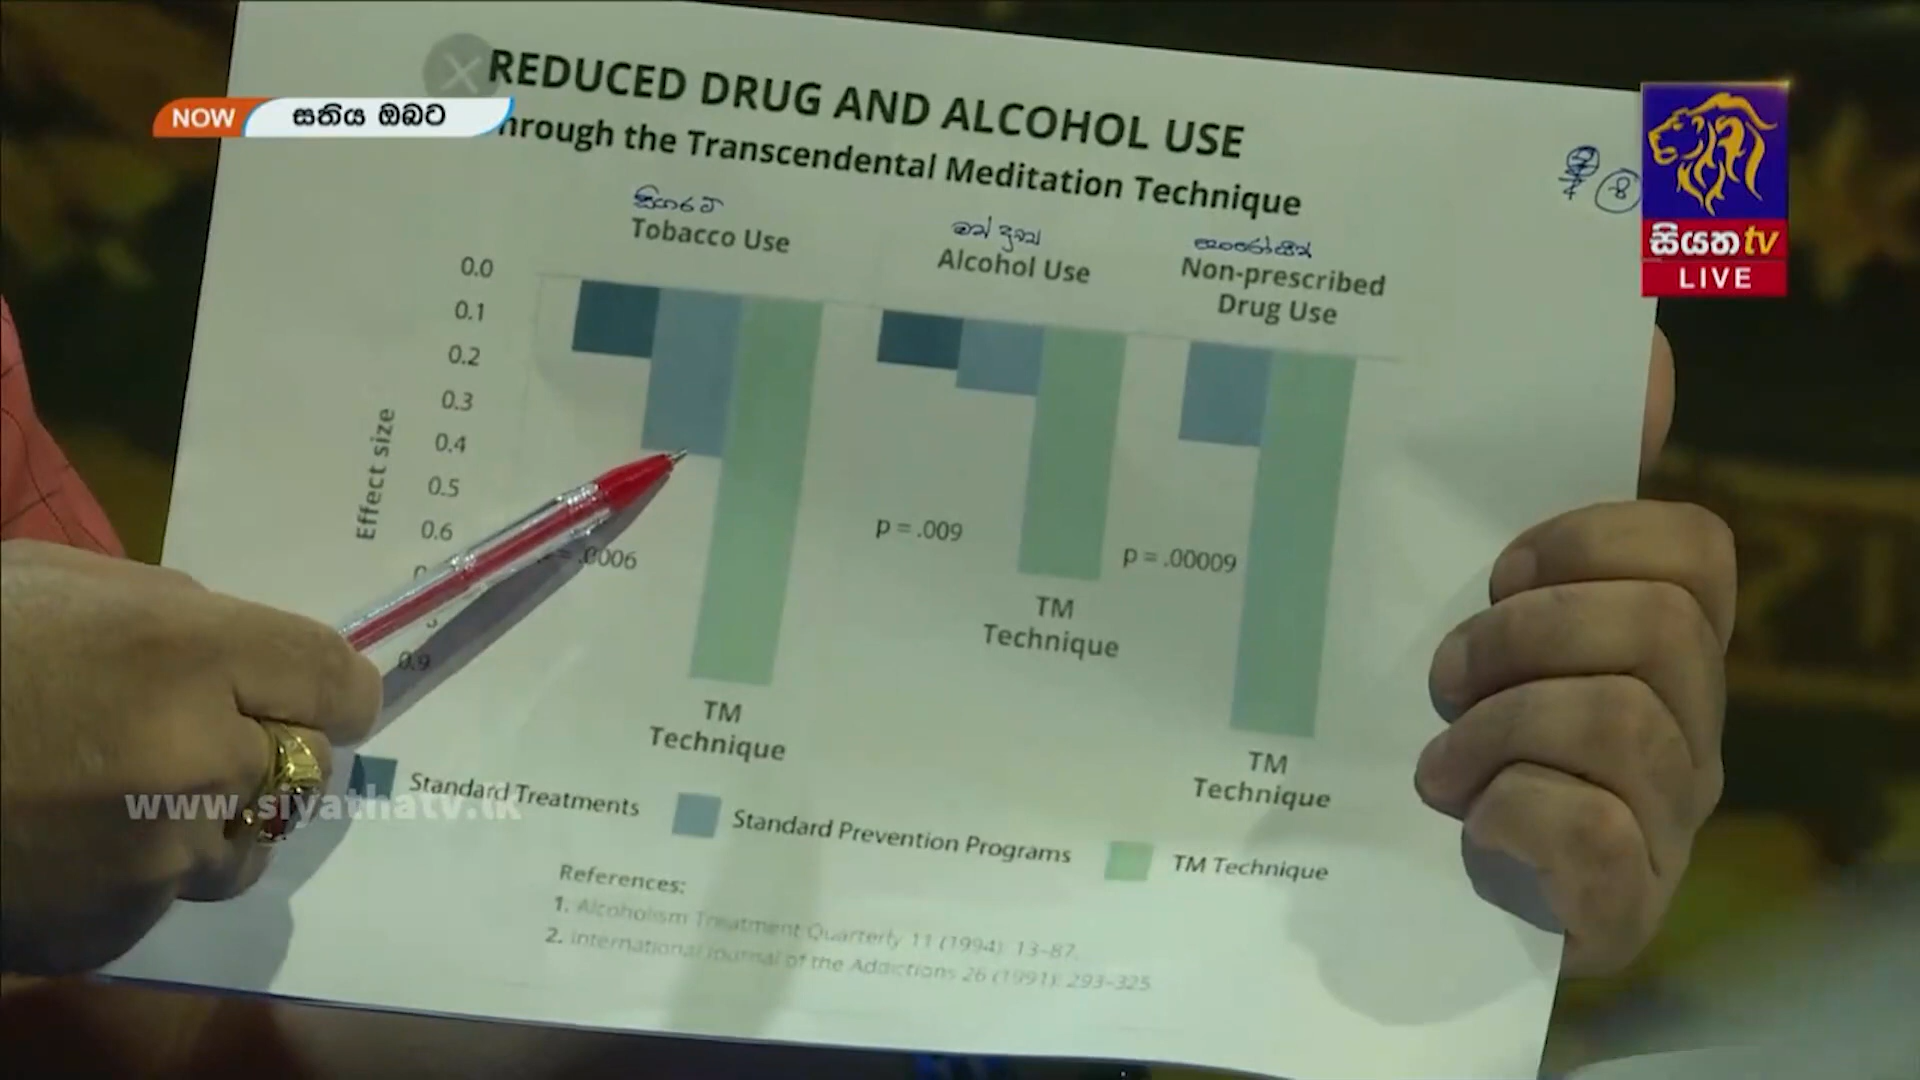 REDUCED DRUG AND ALCOHOL USE
NOW
සතිය ඔබට
hrough the Transcendental Meditation Technique
සියත tv
LIVE
සිගරට්
Tobacco Use
මත් ද්‍රව්‍ය
Alcohol Use
Non-prescribed
Drug Use
8
0.0
0.1
0.2
0.3
0.4
0.5
0.6
0.9
Effect size
= .0006
p = .009
p = .00009
TM
Technique
TM
Technique
TM
Technique
Standard Treatments
Standard Prevention Programs
TM Technique
www.siyathatv.lk
References:
1. Alcoholism Treatment Quarterly 11 (1994): 13–87.
2. International Journal of the Addictions 26 (1991): 293–325